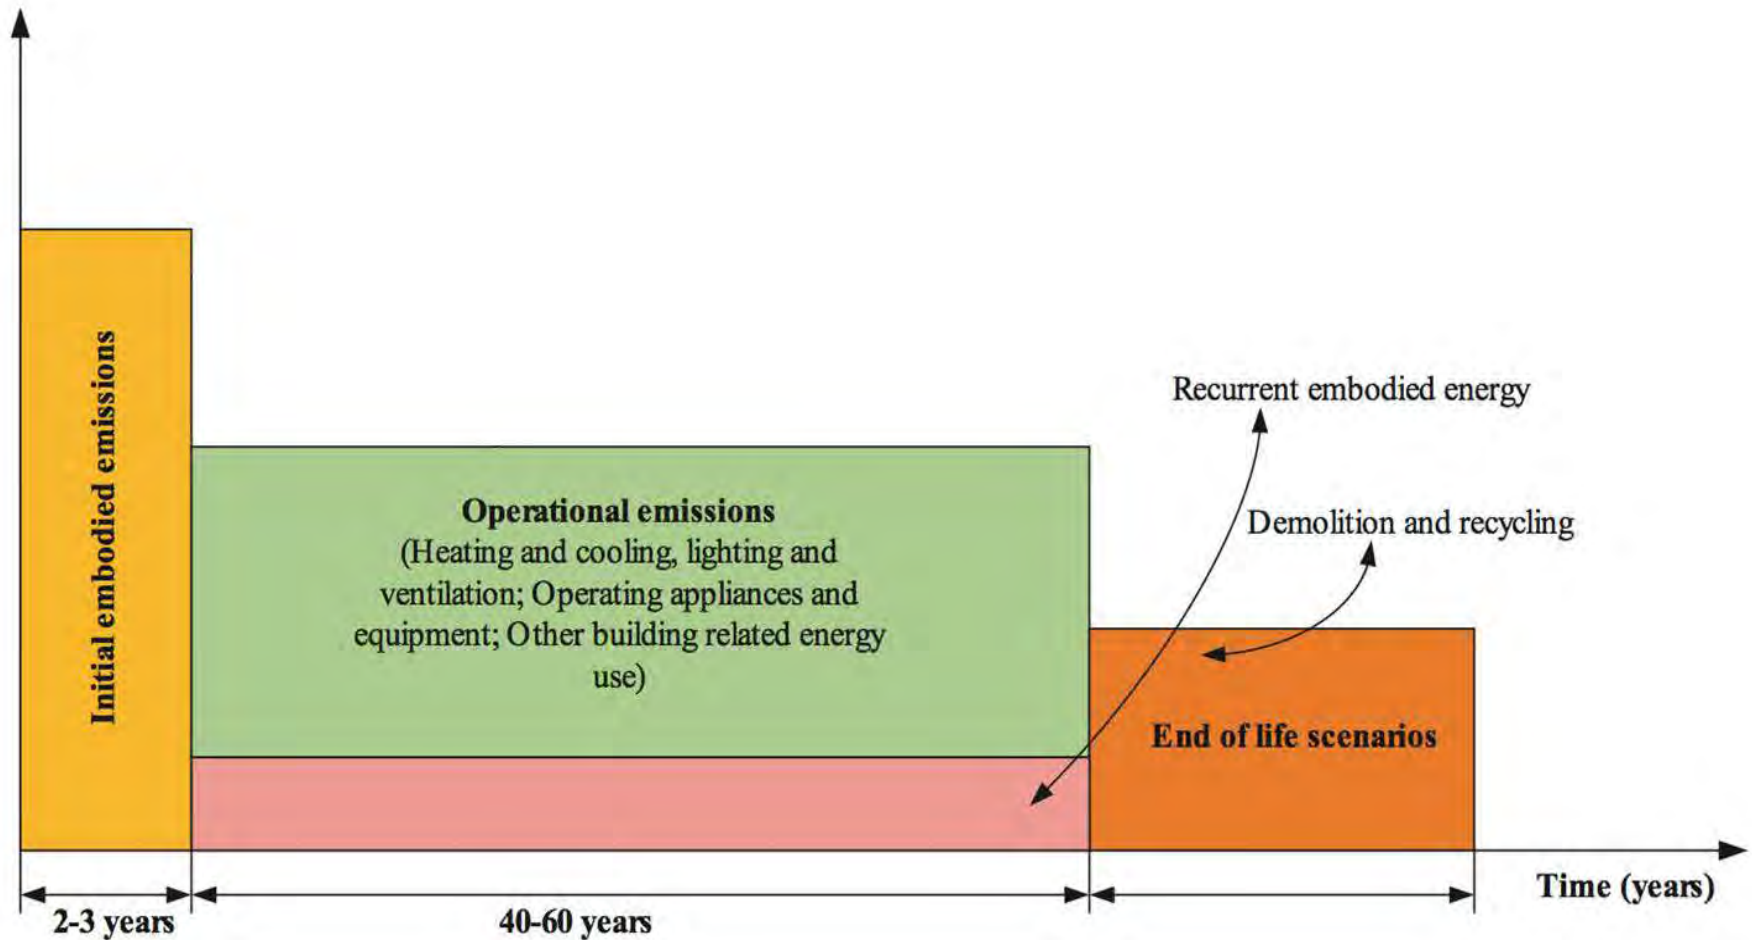 Initial embodied emissions
Operational emissions
(Heating and cooling, lighting and
ventilation; Operating appliances and
equipment; Other building related energy
use)
Recurrent embodied energy
Demolition and recycling
End of life scenarios
Time (years)
2-3 years
40-60 years